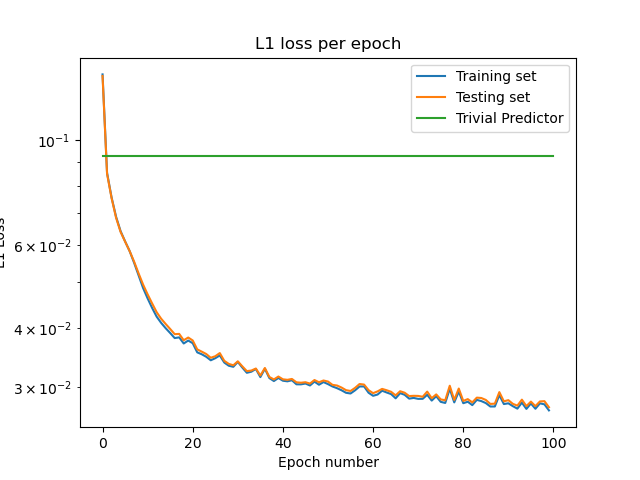 L1 loss per epoch
Training set
Testing set
Trivial Predictor
10⁻¹
6 × 10⁻²
4 × 10⁻²
3 × 10⁻²
L1 Loss
0 20 40 60 80 100
Epoch number